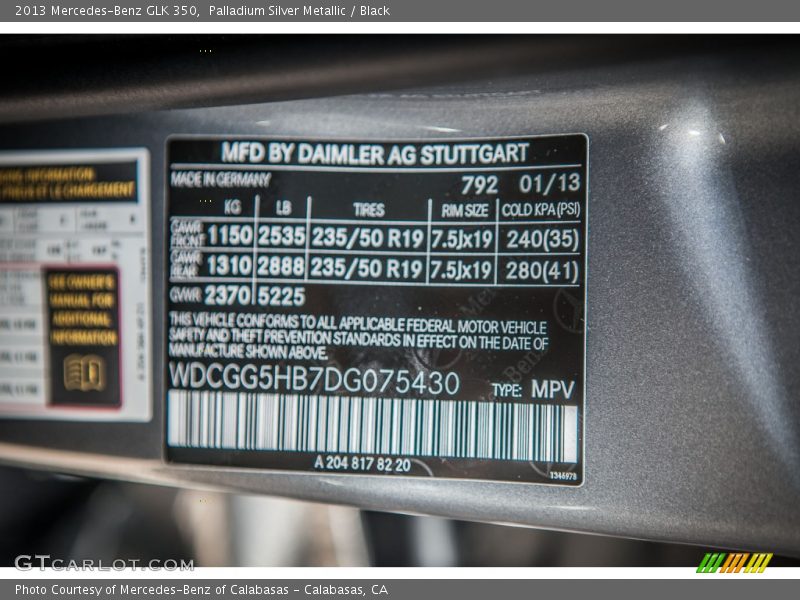 2013 Mercedes-Benz GLK 350, Palladium Silver Metallic / Black
MFD BY DAIMLER AG STUTTGART
MADE IN GERMANY 792 01/13
KG LB TIRES RIM SIZE COLD KPA (PSI)
GAWR FRONT 1150 2535 235/50 R19 7.5Jx19 240(35)
GAWR REAR 1310 2888 235/50 R19 7.5Jx19 280(41)
GVWR 2370 5225
THIS VEHICLE CONFORMS TO ALL APPLICABLE FEDERAL MOTOR VEHICLE
SAFETY AND THEFT PREVENTION STANDARDS IN EFFECT ON THE DATE OF
MANUFACTURE SHOWN ABOVE.
WDCGG5HB7DG075430 TYPE: MPV
A 204 817 82 20
1345978
SEE OWNER'S
MANUAL FOR
ADDITIONAL
INFORMATION
GTCARLOT.COM
Photo Courtesy of Mercedes-Benz of Calabasas - Calabasas, CA